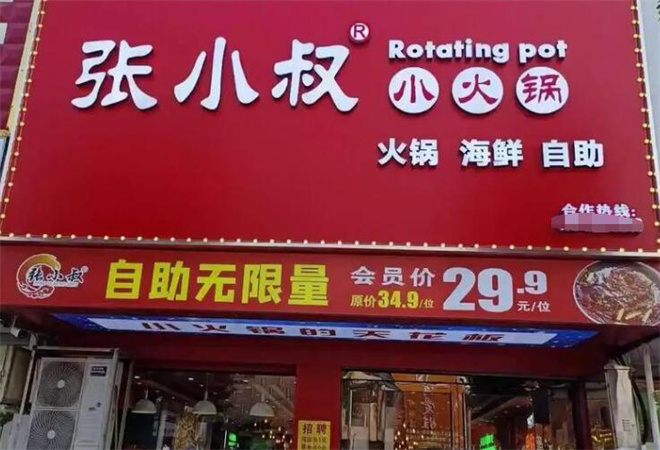 张小叔®
Rotating pot
小火锅
火锅 海鲜 自助
合作热线:
张小叔
自助无限量
会员价
原价34.9/位
29.9
元/位
小火锅的天花板
招聘